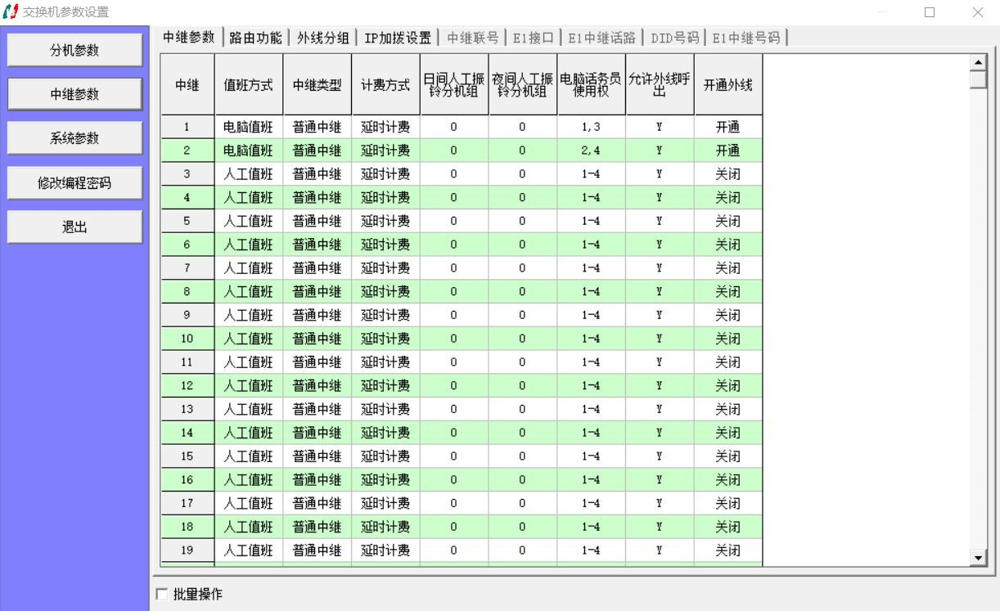 交换机参数设置
分机参数
中继参数
系统参数
修改编程密码
退出
中继参数 路由功能 外线分组 IP加拨设置 中继联号 E1接口 E1中继话路 DID号码 E1中继号码
中继 值班方式 中继类型 计费方式 日间人工振铃分机组 夜间人工振铃分机组 电脑话务员使用权 允许外线呼出 开通外线
1 电脑值班 普通中继 延时计费 0 0 1,3 Y 开通
2 电脑值班 普通中继 延时计费 0 0 2,4 Y 开通
3 人工值班 普通中继 延时计费 0 0 1-4 Y 关闭
4 人工值班 普通中继 延时计费 0 0 1-4 Y 关闭
5 人工值班 普通中继 延时计费 0 0 1-4 Y 关闭
6 人工值班 普通中继 延时计费 0 0 1-4 Y 关闭
7 人工值班 普通中继 延时计费 0 0 1-4 Y 关闭
8 人工值班 普通中继 延时计费 0 0 1-4 Y 关闭
9 人工值班 普通中继 延时计费 0 0 1-4 Y 关闭
10 人工值班 普通中继 延时计费 0 0 1-4 Y 关闭
11 人工值班 普通中继 延时计费 0 0 1-4 Y 关闭
12 人工值班 普通中继 延时计费 0 0 1-4 Y 关闭
13 人工值班 普通中继 延时计费 0 0 1-4 Y 关闭
14 人工值班 普通中继 延时计费 0 0 1-4 Y 关闭
15 人工值班 普通中继 延时计费 0 0 1-4 Y 关闭
16 人工值班 普通中继 延时计费 0 0 1-4 Y 关闭
17 人工值班 普通中继 延时计费 0 0 1-4 Y 关闭
18 人工值班 普通中继 延时计费 0 0 1-4 Y 关闭
19 人工值班 普通中继 延时计费 0 0 1-4 Y 关闭
批量操作